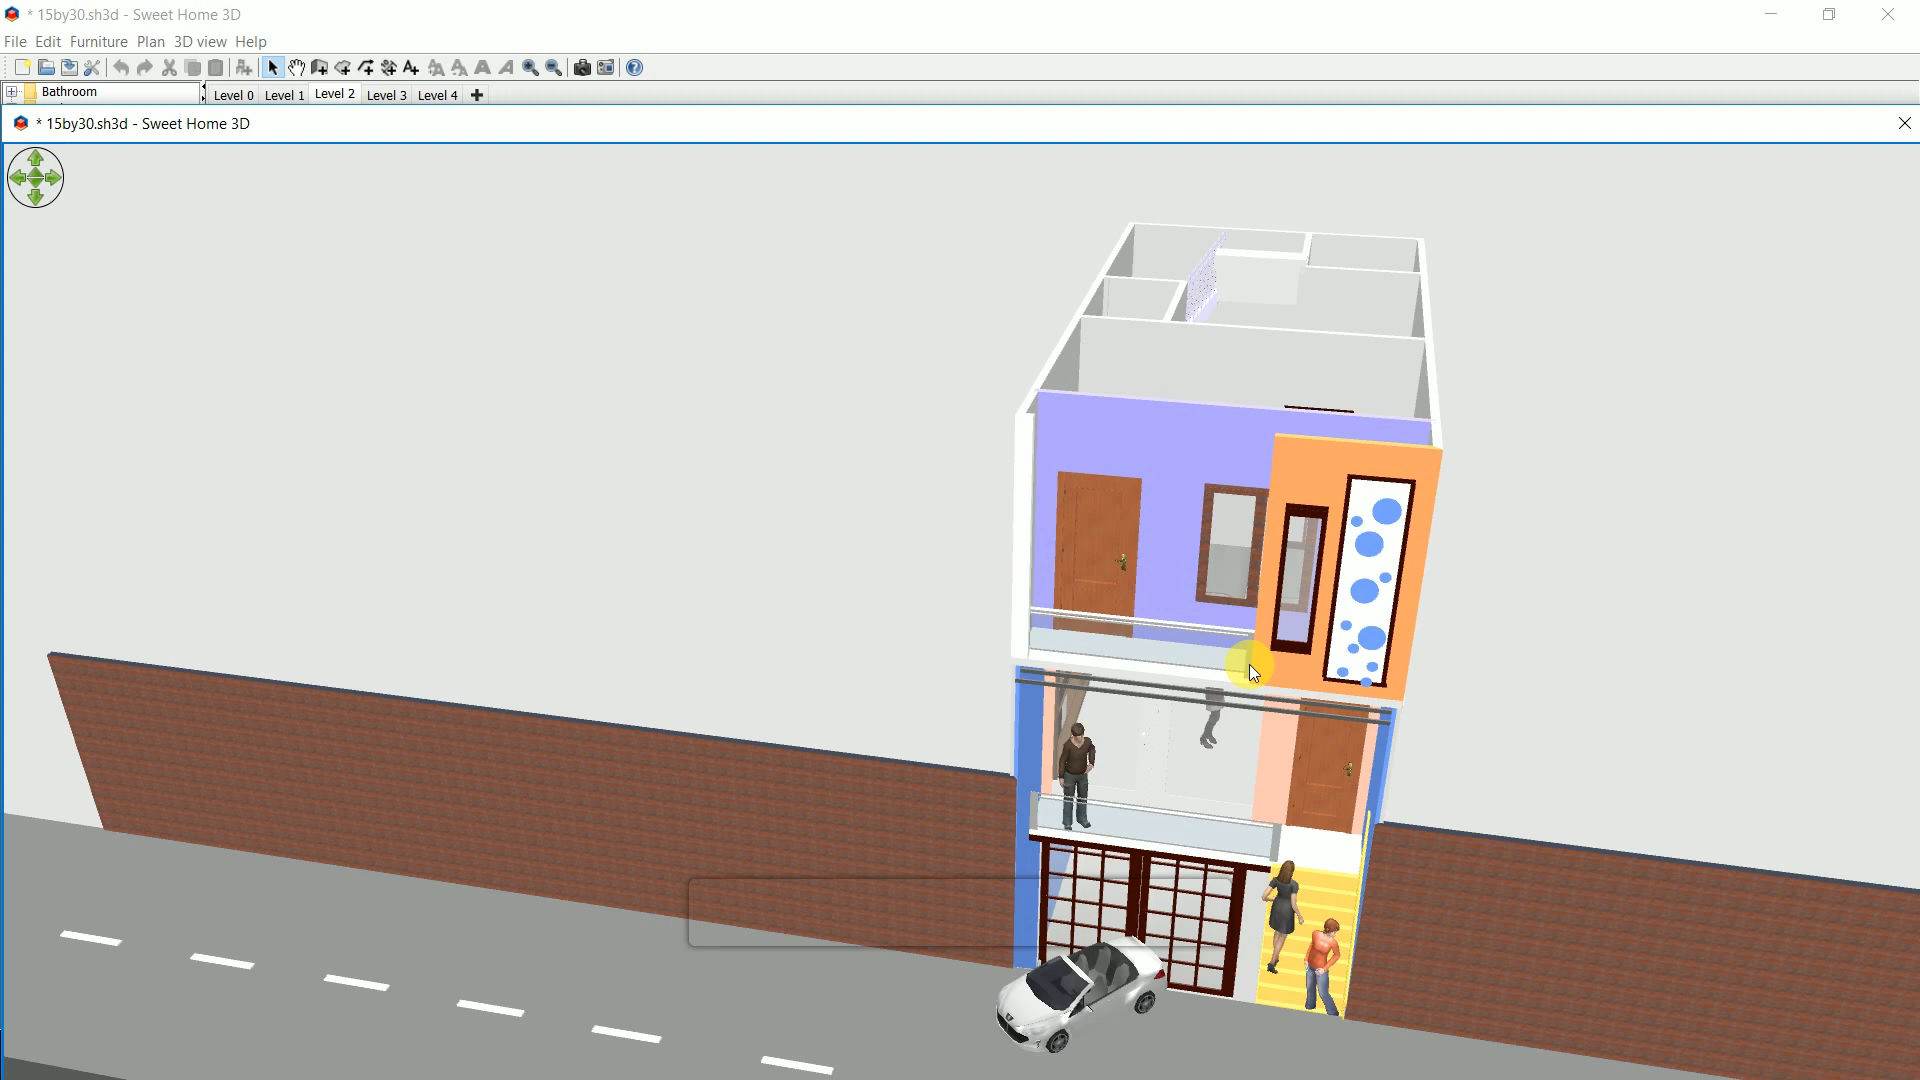 * 15by30.sh3d - Sweet Home 3D
File Edit Furniture Plan 3D view Help
Bathroom
Level 0 Level 1 Level 2 Level 3 Level 4
* 15by30.sh3d - Sweet Home 3D